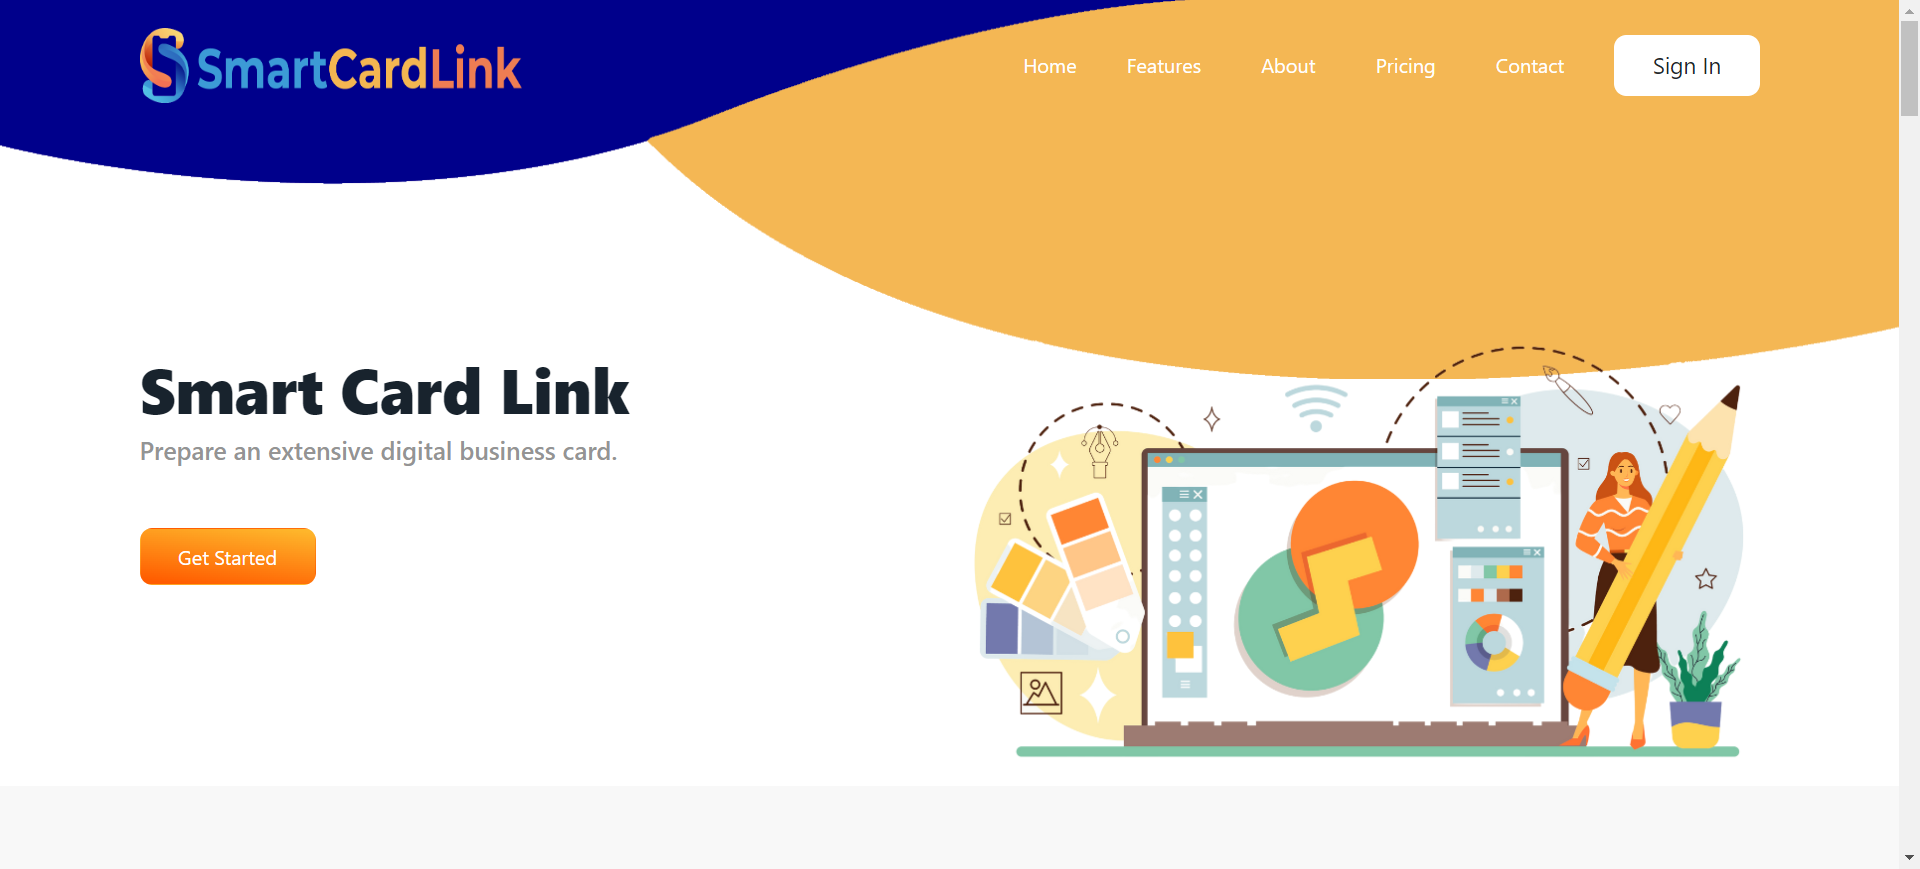 SmartCardLink
Home Features About Pricing Contact Sign In
Smart Card Link
Prepare an extensive digital business card.
Get Started